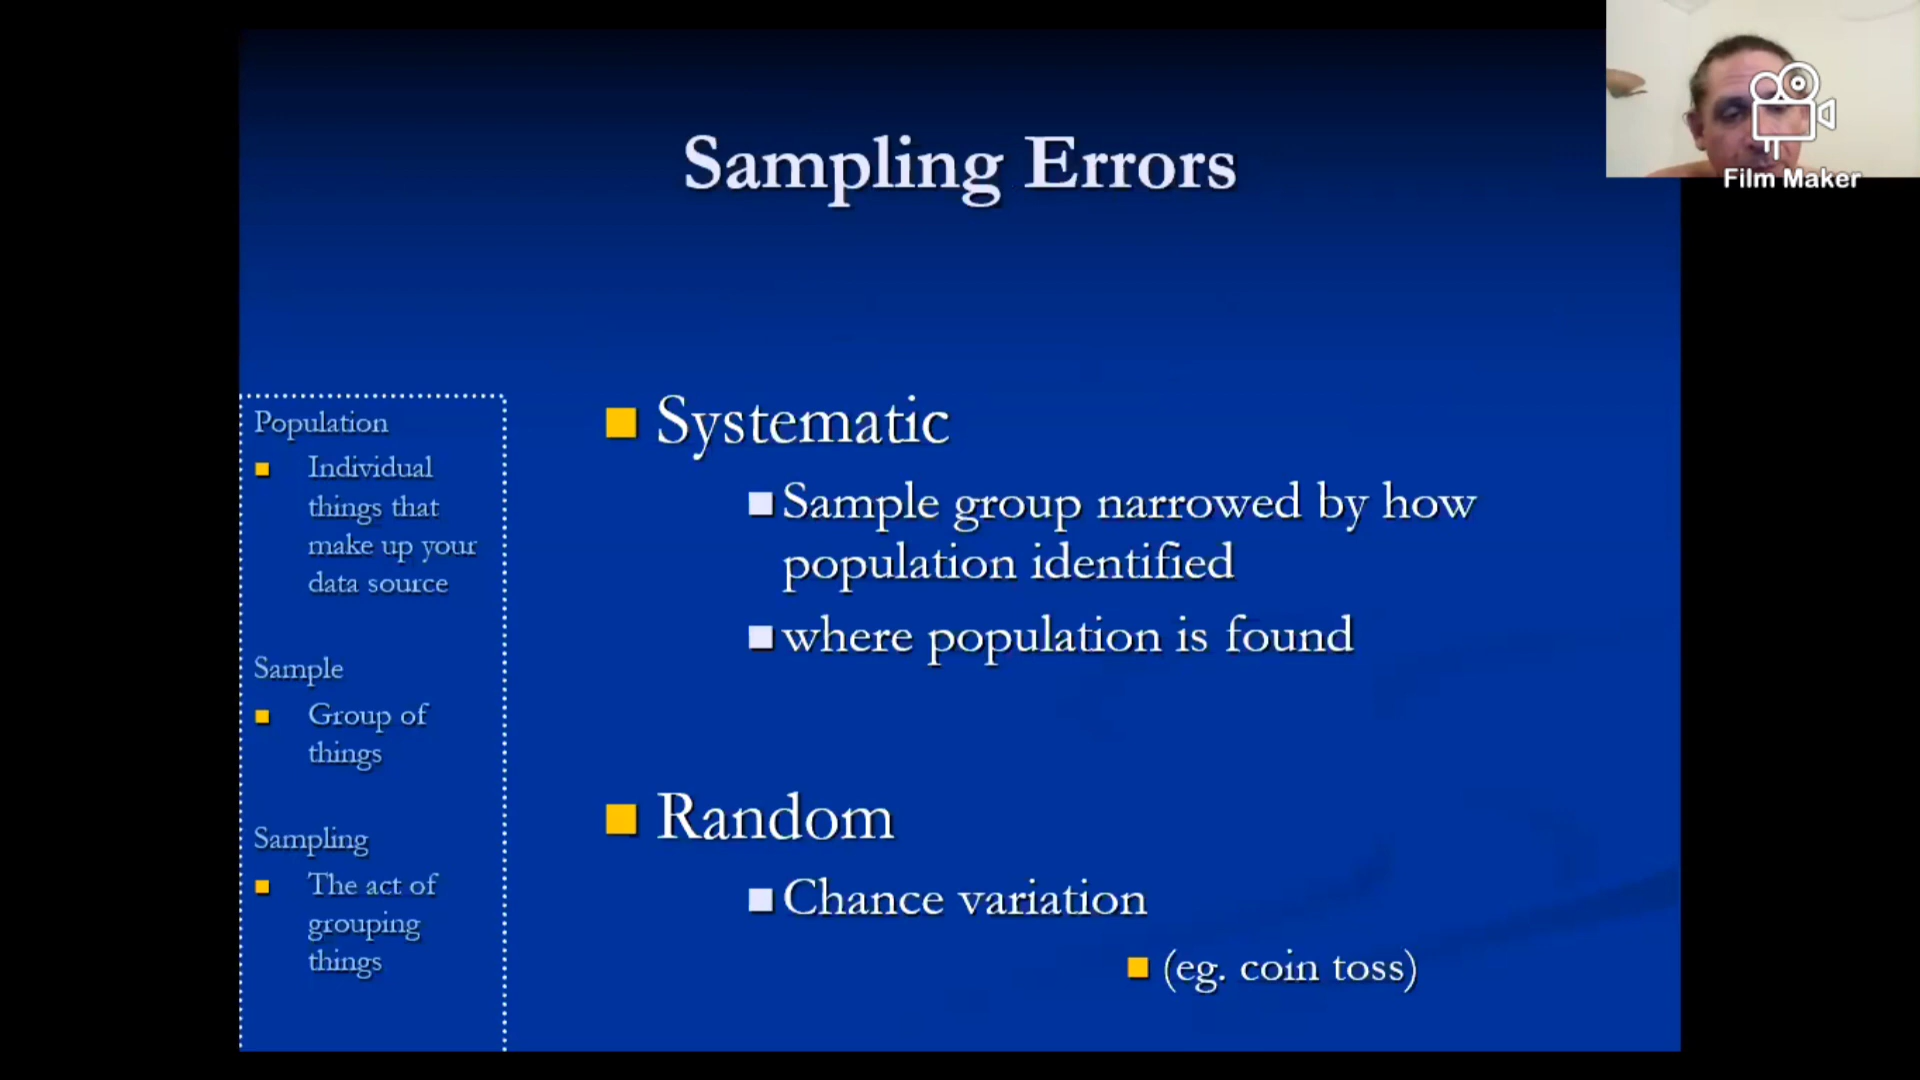 Film Maker
Sampling Errors
Population
Individual
things that
make up your
data source
Sample
Group of
things
Sampling
The act of
grouping
things
Systematic
Sample group narrowed by how
population identified
where population is found
Random
Chance variation
(eg. coin toss)